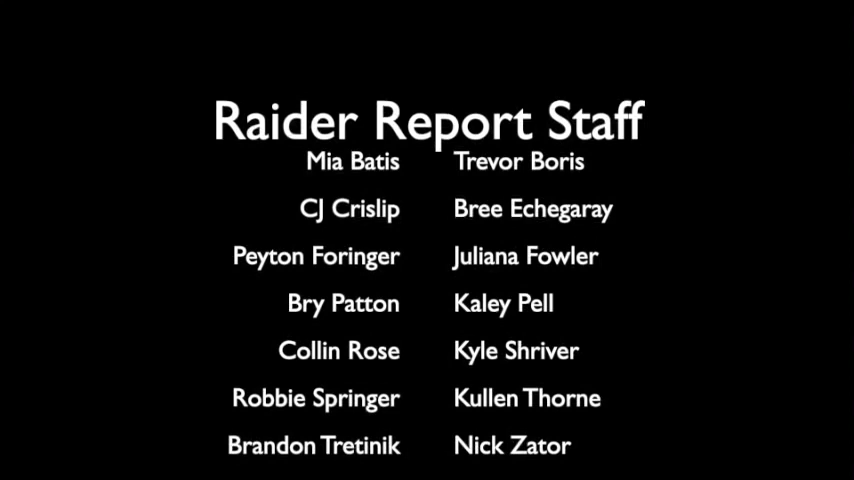 Raider Report Staff
Mia Batis Trevor Boris
CJ Crislip Bree Echegaray
Peyton Foringer Juliana Fowler
Bry Patton Kaley Pell
Collin Rose Kyle Shriver
Robbie Springer Kullen Thorne
Brandon Tretinik Nick Zator